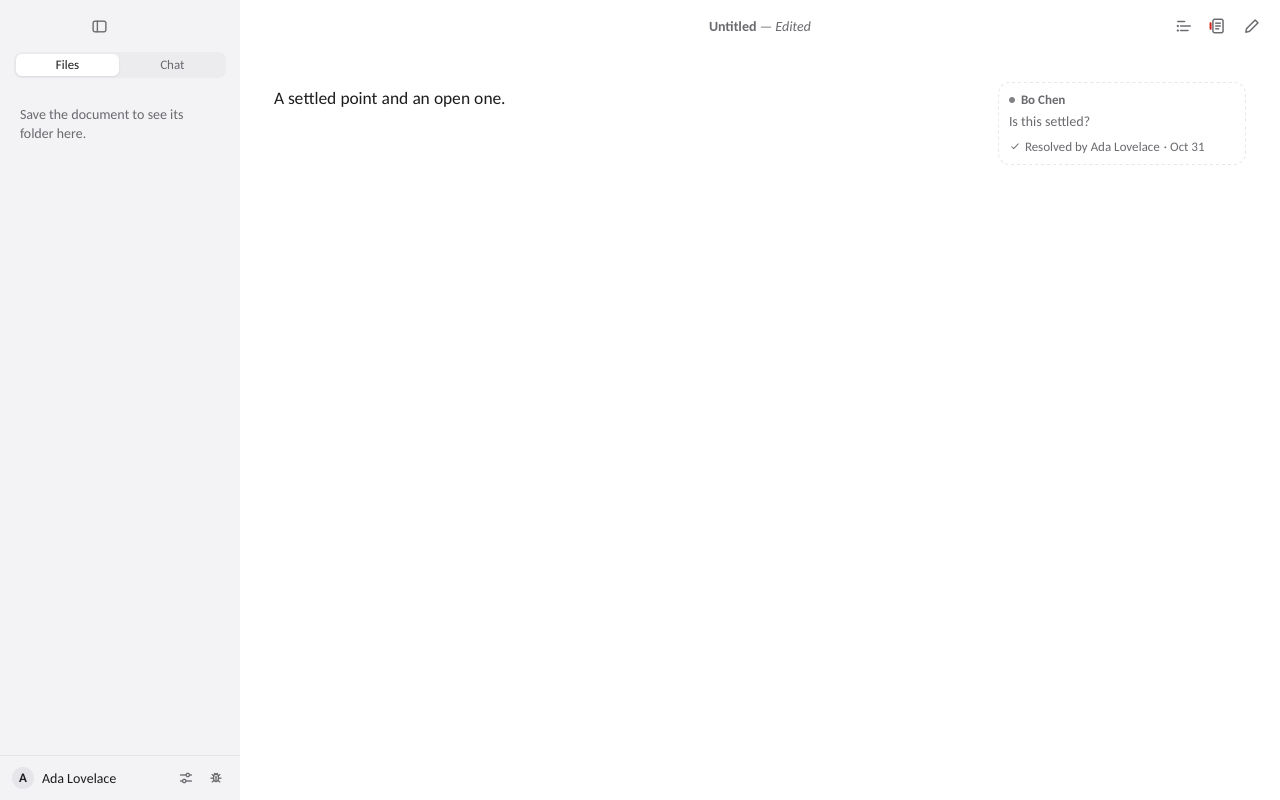 Untitled — Edited
Files
Chat
Save the document to see its
folder here.
A settled point and an open one.
Bo Chen
Is this settled?
Resolved by Ada Lovelace · Oct 31
A
Ada Lovelace